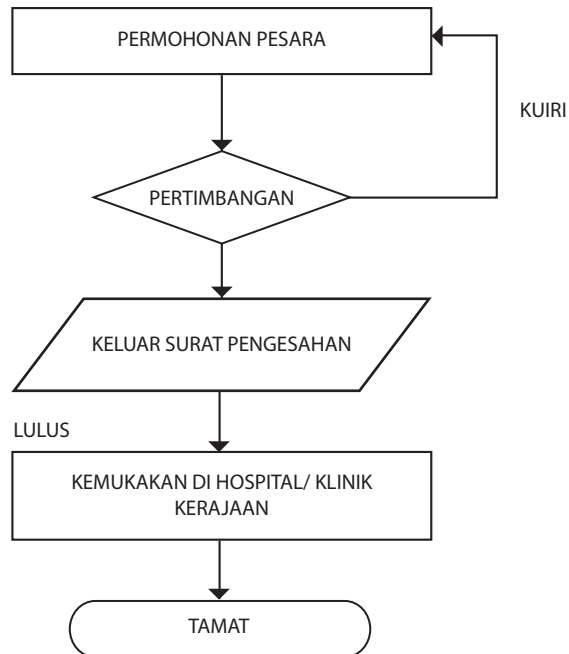 PERMOHONAN PESARA
KUIRI
PERTIMBANGAN
KELUAR SURAT PENGESAHAN
LULUS
KEMUKAKAN DI HOSPITAL/ KLINIK
KERAJAAN
TAMAT